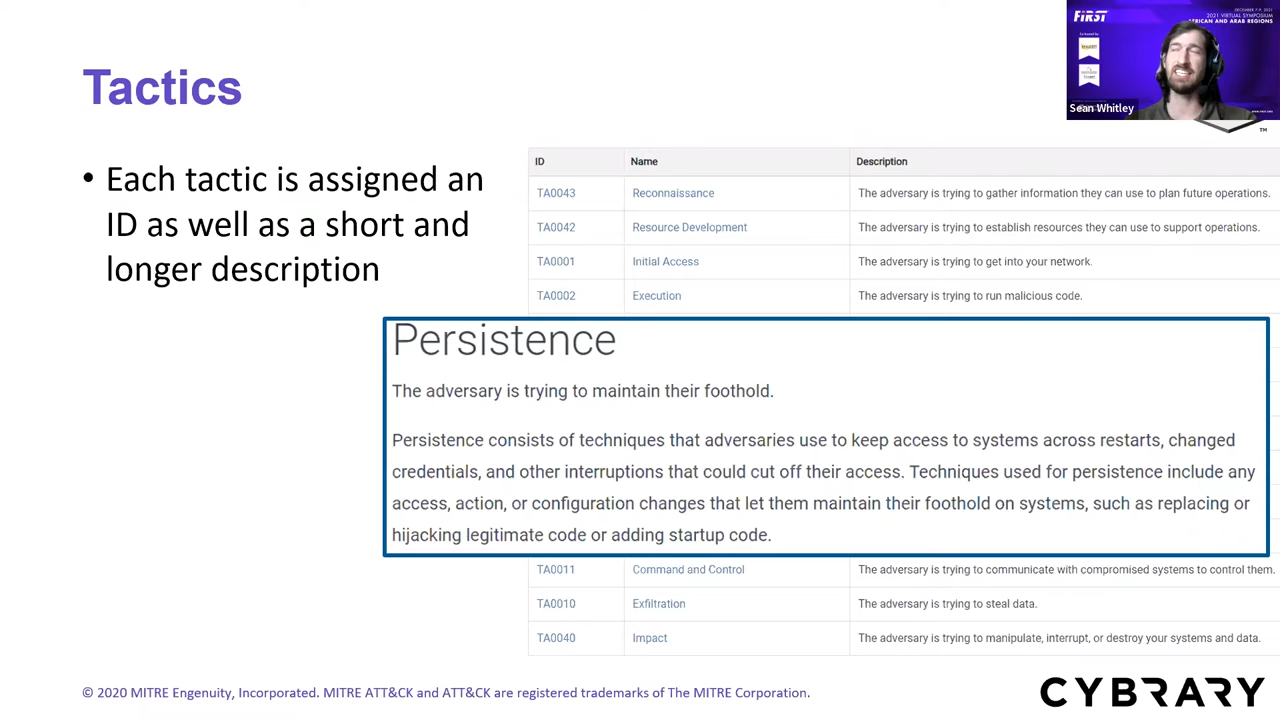 Tactics
• Each tactic is assigned an
ID as well as a short and
longer description
FIRST
2021 VIRTUAL SYMPOSIUM
AFRICAN AND ARAB REGIONS
Sean Whitley
TM
ID Name Description
TA0043 Reconnaissance The adversary is trying to gather information they can use to plan future operations.
TA0042 Resource Development The adversary is trying to establish resources they can use to support operations.
TA0001 Initial Access The adversary is trying to get into your network.
TA0002 Execution The adversary is trying to run malicious code.
Persistence
The adversary is trying to maintain their foothold.
Persistence consists of techniques that adversaries use to keep access to systems across restarts, changed
credentials, and other interruptions that could cut off their access. Techniques used for persistence include any
access, action, or configuration changes that let them maintain their foothold on systems, such as replacing or
hijacking legitimate code or adding startup code.
TA0011 Command and Control The adversary is trying to communicate with compromised systems to control them.
TA0010 Exfiltration The adversary is trying to steal data.
TA0040 Impact The adversary is trying to manipulate, interrupt, or destroy your systems and data.
© 2020 MITRE Engenuity, Incorporated. MITRE ATT&CK and ATT&CK are registered trademarks of The MITRE Corporation.
CYBRARY